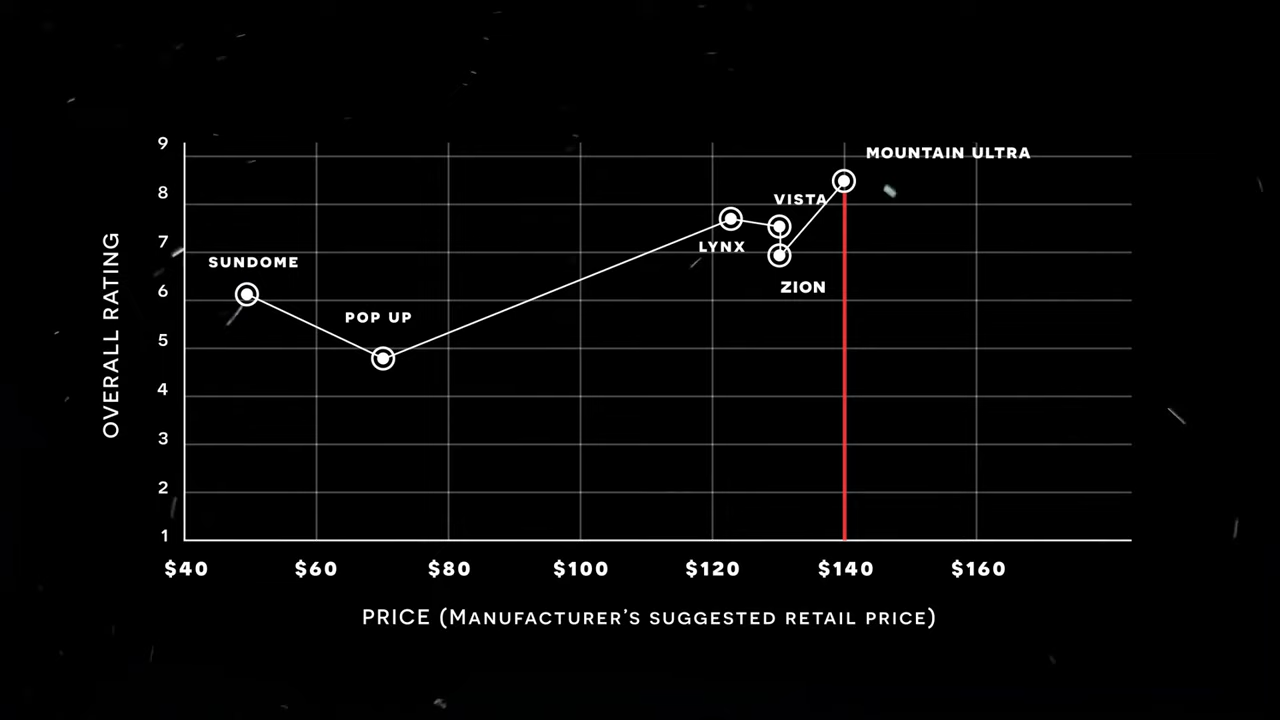 9
MOUNTAIN ULTRA
8
VISTA
7
LYNX
SUNDOME
6
ZION
POP UP
5
4
3
2
1
OVERALL RATING
$40 $60 $80 $100 $120 $140 $160
PRICE (MANUFACTURER'S SUGGESTED RETAIL PRICE)